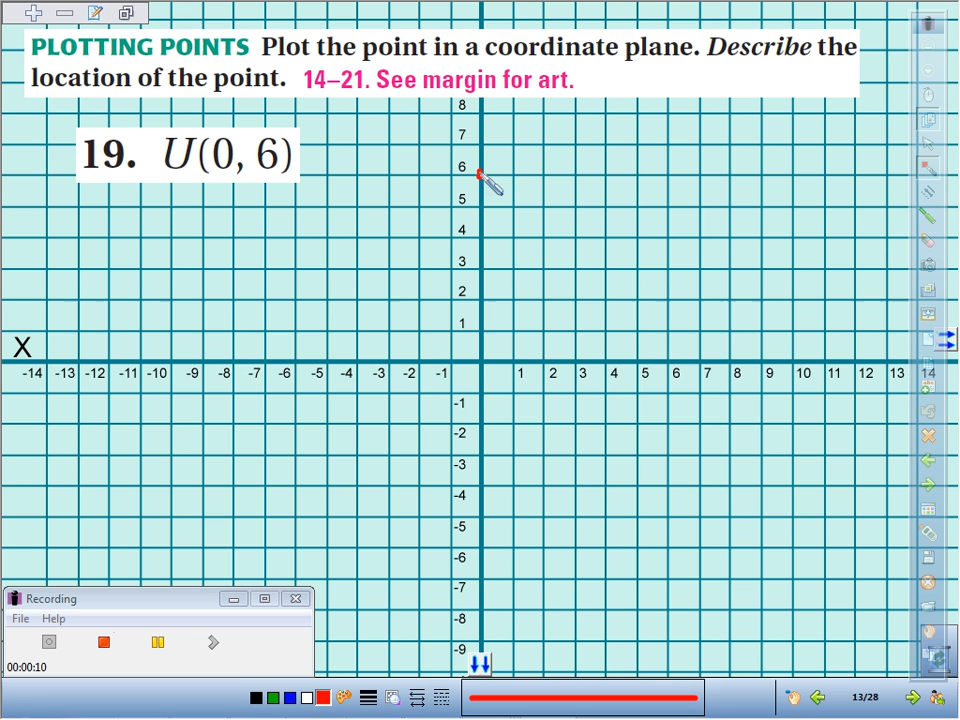 PLOTTING POINTS Plot the point in a coordinate plane. Describe the
location of the point. 14–21. See margin for art.
19. U(0, 6)
8
7
6
5
4
3
2
1
X
-14 -13 -12 -11 -10 -9 -8 -7 -6 -5 -4 -3 -2 -1 1 2 3 4 5 6 7 8 9 10 11 12 13 14
-1
-2
-3
-4
-5
-6
-7
-8
-9
Recording
File Help
00:00:10
13/28